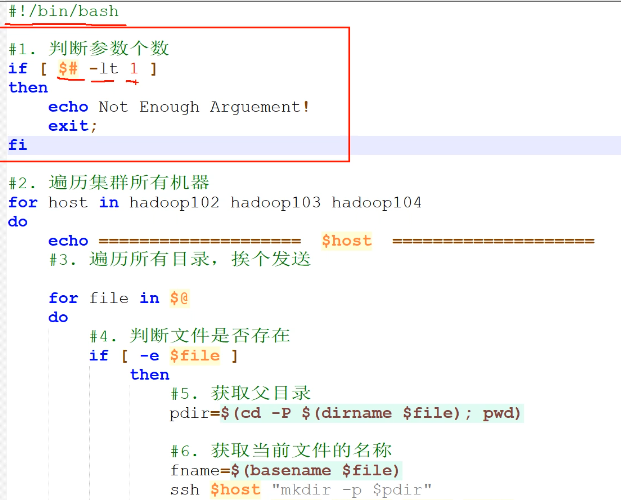 #!/bin/bash
#1. 判断参数个数
if [ $# -lt 1 ]
then
    echo Not Enough Arguement!
    exit;
fi
#2. 遍历集群所有机器
for host in hadoop102 hadoop103 hadoop104
do
    echo ==================== $host ====================
    #3. 遍历所有目录，挨个发送
    for file in $@
    do
        #4. 判断文件是否存在
        if [ -e $file ]
            then
                #5. 获取父目录
                pdir=$(cd -P $(dirname $file); pwd)
                #6. 获取当前文件的名称
                fname=$(basename $file)
                ssh $host "mkdir -p $pdir"